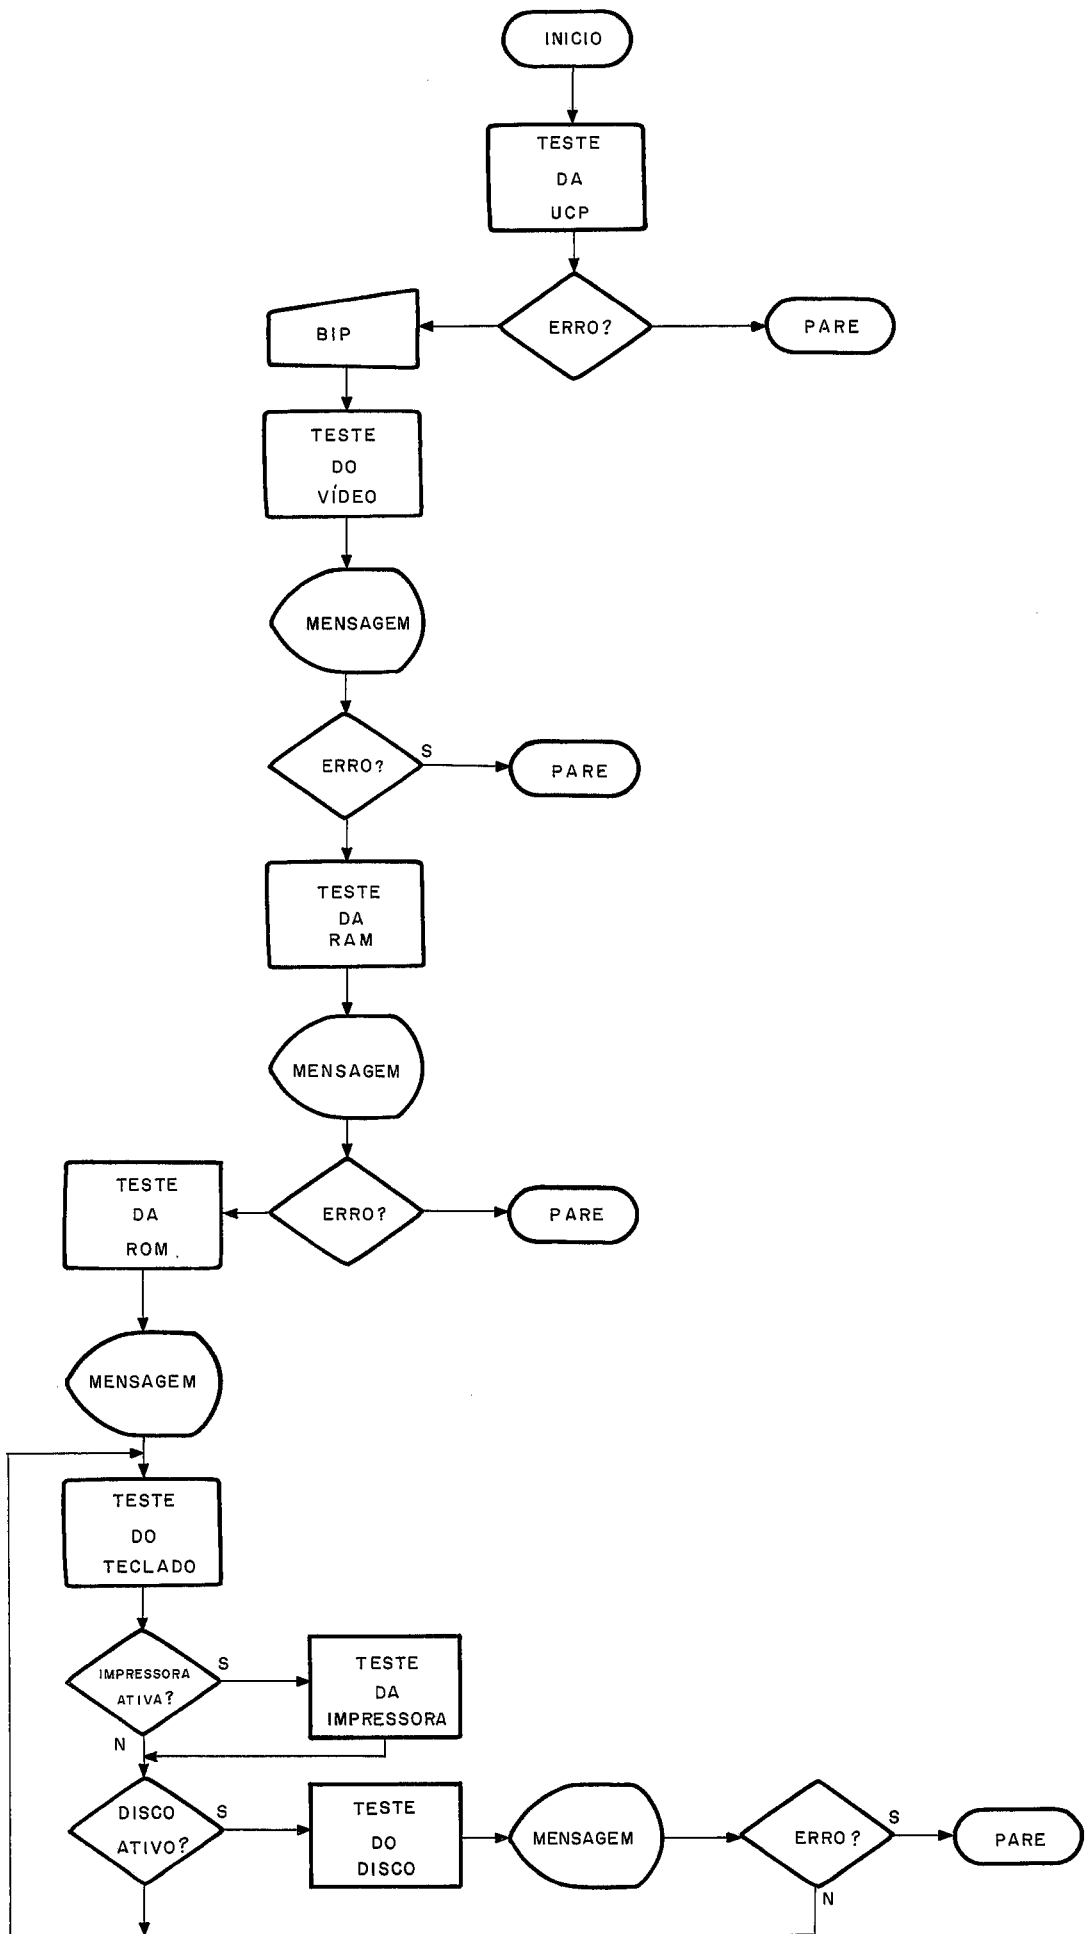 INICIO
TESTE
DA
UCP
BIP
ERRO?
PARE
TESTE
DO
VÍDEO
MENSAGEM
ERRO?
S
PARE
TESTE
DA
RAM
MENSAGEM
TESTE
DA
ROM
ERRO?
PARE
MENSAGEM
TESTE
DO
TECLADO
IMPRESSORA
ATIVA?
S
TESTE
DA
IMPRESSORA
N
DISCO
ATIVO?
S
TESTE
DO
DISCO
MENSAGEM
ERRO?
S
PARE
N